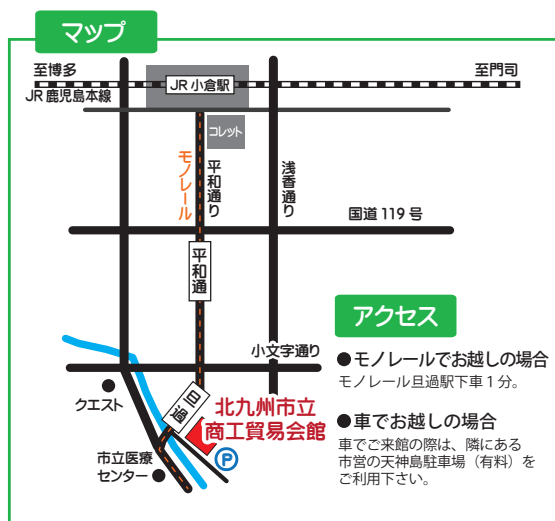 マップ
至博多
JR鹿児島本線
JR小倉駅
至門司
コレット
モノレール
平和通り
浅香通り
国道119号
平和通
小文字通り
クエスト
旦過
北九州市立
商工貿易会館
P
市立医療
センター
アクセス
●モノレールでお越しの場合
モノレール旦過駅下車1分。
●車でお越しの場合
車でご来館の際は、隣にある
市営の天神島駐車場（有料）を
ご利用下さい。